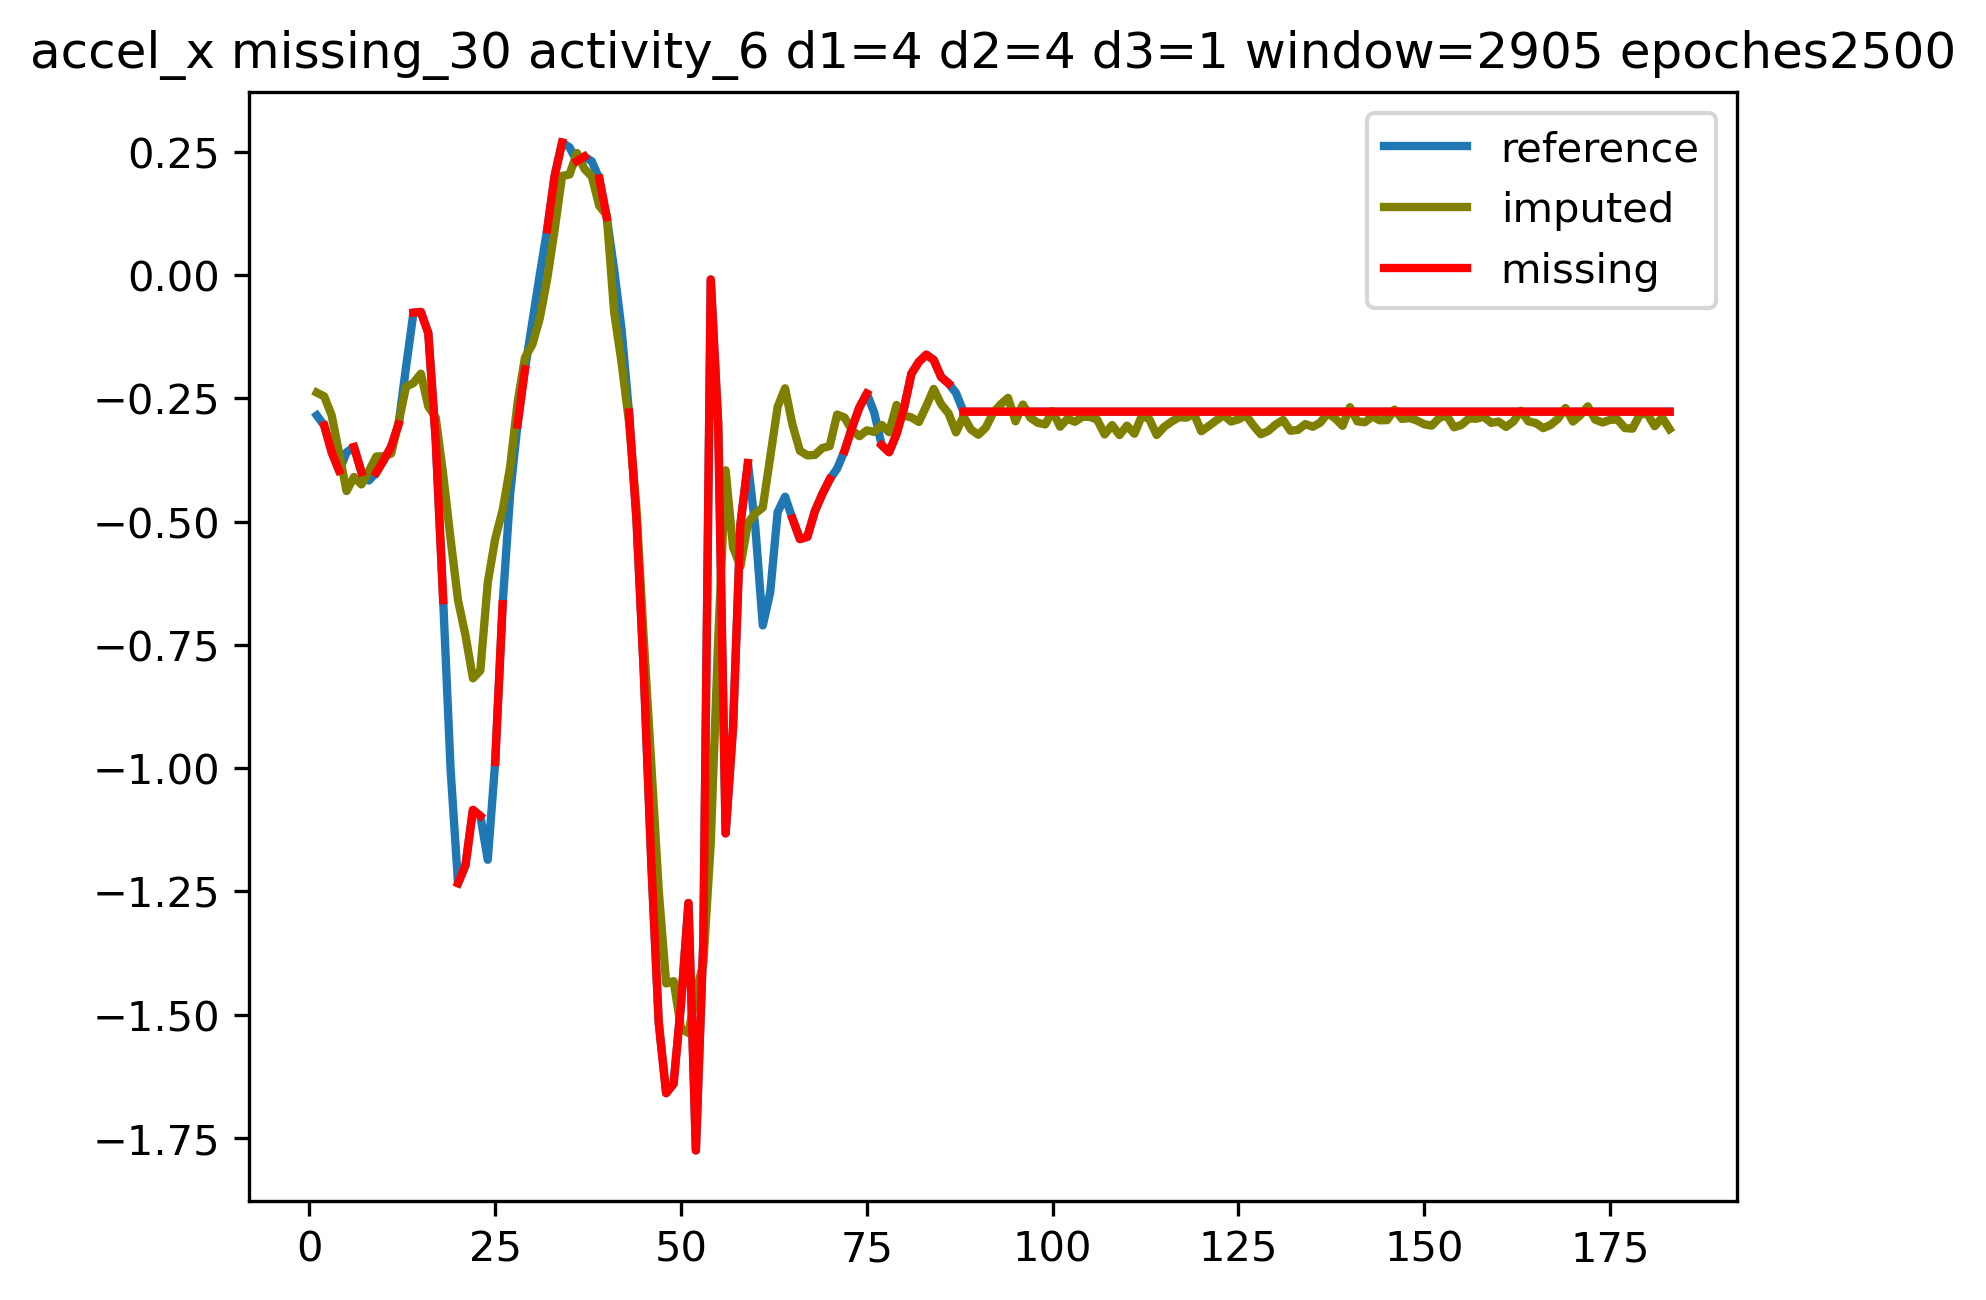 accel_x missing_30 activity_6 d1=4 d2=4 d3=1 window=2905 epoches2500
reference
imputed
missing
0.25
0.00
−0.25
−0.50
−0.75
−1.00
−1.25
−1.50
−1.75
0 25 50 75 100 125 150 175